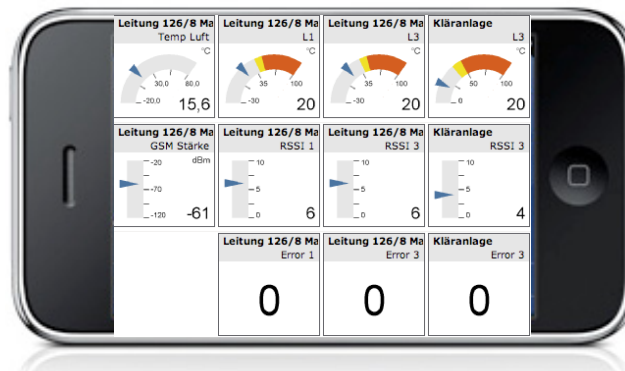 Leitung 126/8 Ma
Temp Luft
°C
30,0
80,0
-20.0
15,6
Leitung 126/8 Ma
L1
°C
35
100
-30
20
Leitung 126/8 Ma
L3
°C
35
100
-30
20
Kläranlage
L3
°C
50
100
0
20
Leitung 126/8 Ma
GSM Stärke
-20
dBm
-70
-120
-61
Leitung 126/8 Ma
RSSI 1
10
5
0
6
Leitung 126/8 Ma
RSSI 3
10
5
0
6
Kläranlage
RSSI 3
10
5
0
4
Leitung 126/8 Ma
Error 1
0
Leitung 126/8 Ma
Error 3
0
Kläranlage
Error 3
0